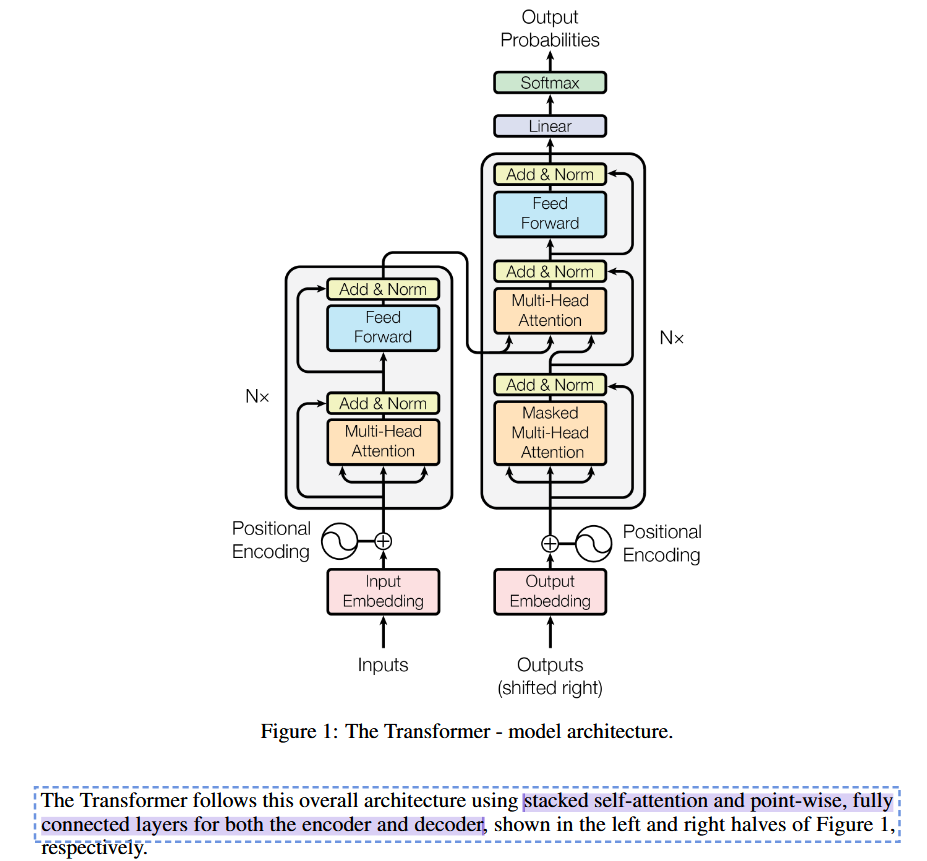 Output
Probabilities
Softmax
Linear
Add & Norm
Feed
Forward
Add & Norm
Multi-Head
Attention
Add & Norm
Masked
Multi-Head
Attention
N×
Add & Norm
Feed
Forward
Add & Norm
Multi-Head
Attention
N×
Positional
Encoding
Positional
Encoding
Input
Embedding
Output
Embedding
Inputs
Outputs
(shifted right)
Figure 1: The Transformer - model architecture.
The Transformer follows this overall architecture using stacked self-attention and point-wise, fully
connected layers for both the encoder and decoder, shown in the left and right halves of Figure 1,
respectively.